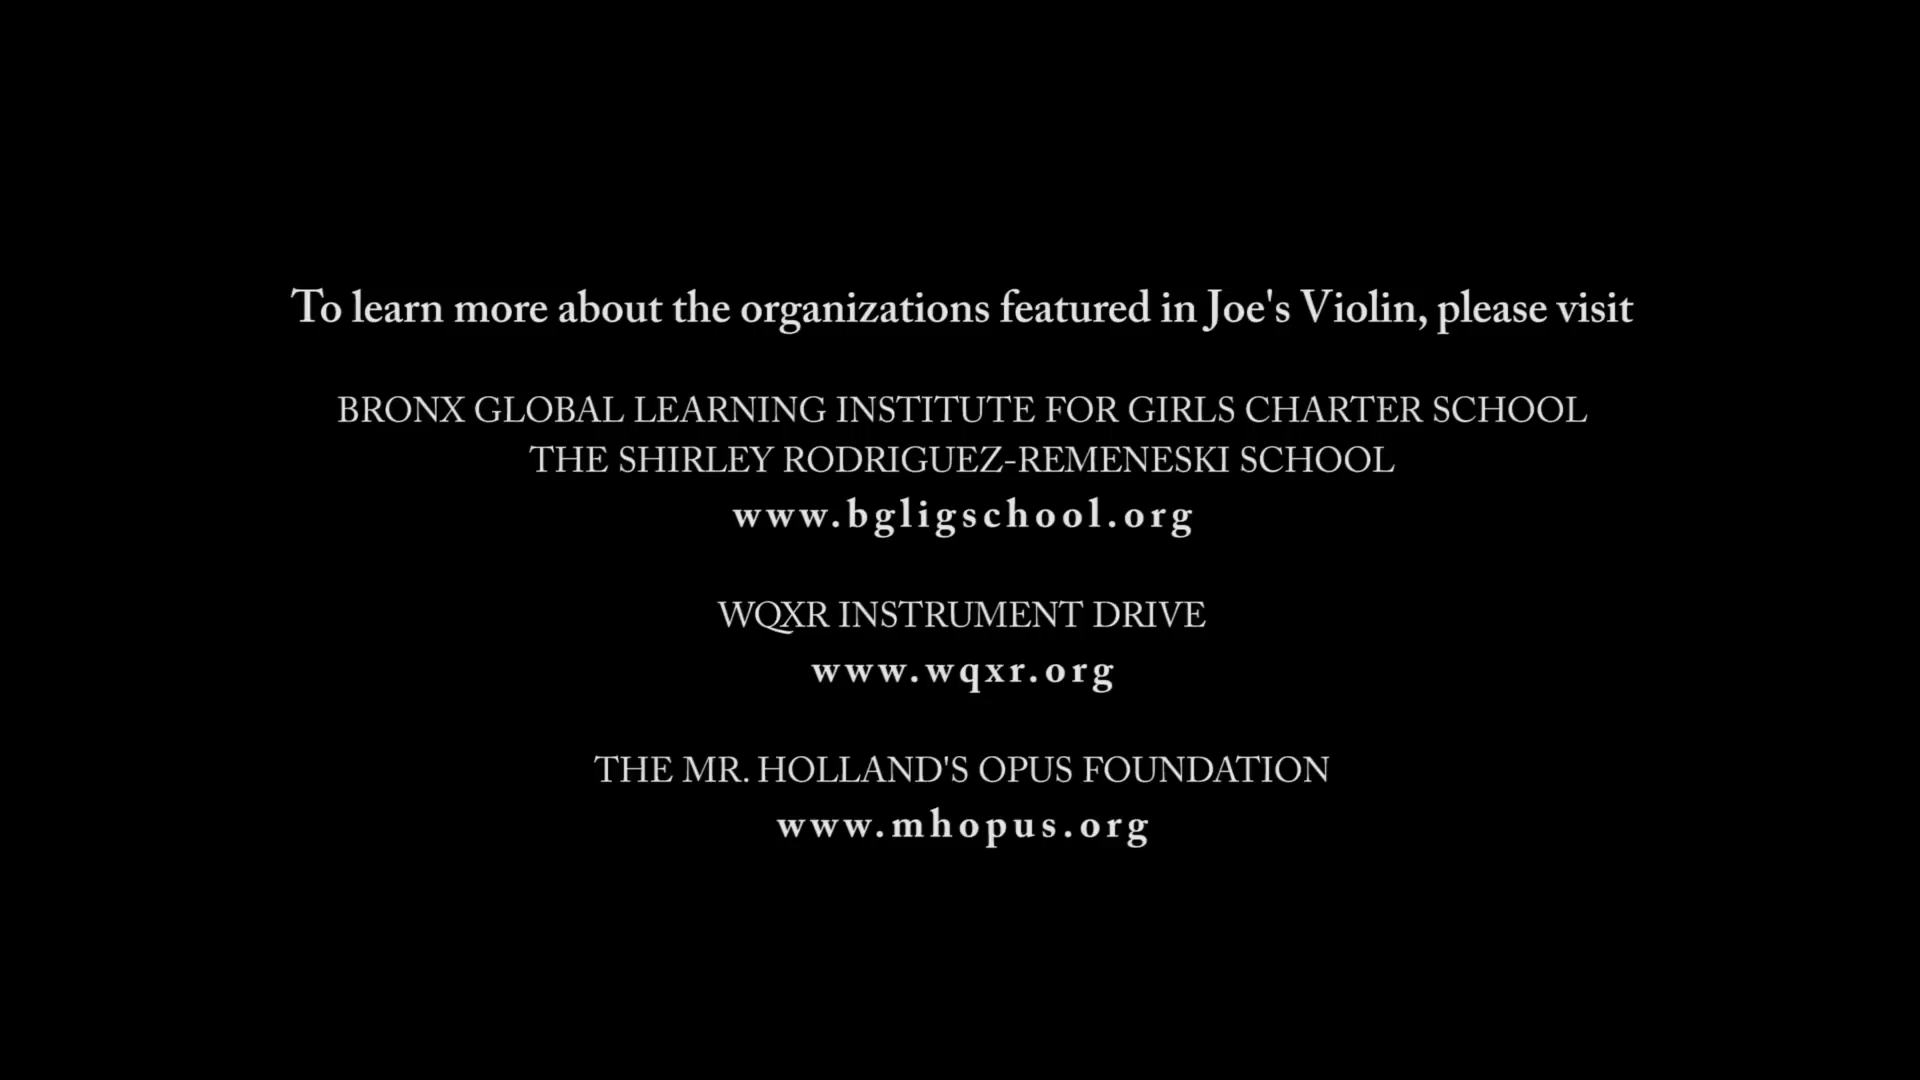 To learn more about the organizations featured in Joe's Violin, please visit
BRONX GLOBAL LEARNING INSTITUTE FOR GIRLS CHARTER SCHOOL
THE SHIRLEY RODRIGUEZ-REMENESKI SCHOOL
www.bgligschool.org
WQXR INSTRUMENT DRIVE
www.wqxr.org
THE MR. HOLLAND'S OPUS FOUNDATION
www.mhopus.org